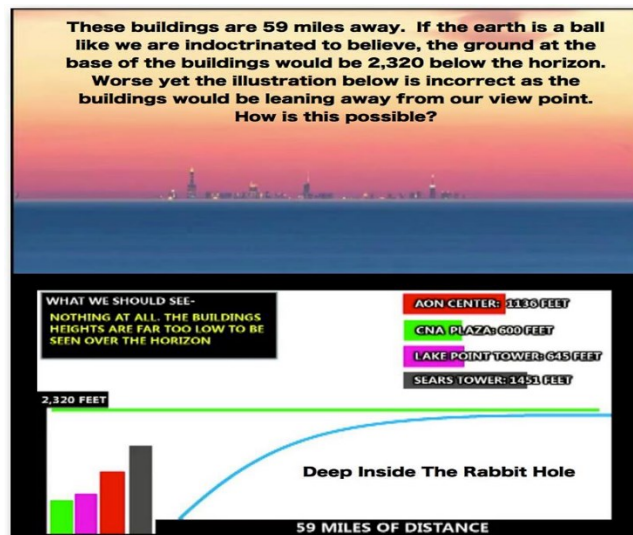 These buildings are 59 miles away.  If the earth is a ball
like we are indoctrinated to believe, the ground at the
base of the buildings would be 2,320 below the horizon.
Worse yet the illustration below is incorrect as the
buildings would be leaning away from our view point.
How is this possible?
WHAT WE SHOULD SEE-
NOTHING AT ALL. THE BUILDINGS
HEIGHTS ARE FAR TOO LOW TO BE
SEEN OVER THE HORIZON
AON CENTER: 1136 FEET
CNA PLAZA: 600 FEET
LAKE POINT TOWER: 645 FEET
SEARS TOWER: 1451 FEET
2,320 FEET
Deep Inside The Rabbit Hole
59 MILES OF DISTANCE